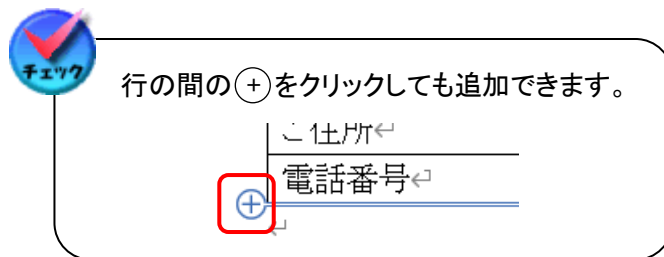 チェック
行の間の⊕をクリックしても追加できます。
ご住所↵
電話番号↵
↵